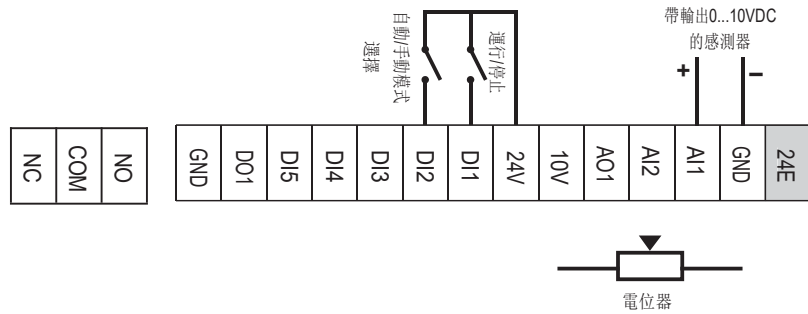 帶輸出0...10VDC
的感測器
自動/手動模式
選擇
運行/停止
+
−
NC
COM
NO
GND
DO1
DI5
DI4
DI3
DI2
DI1
24V
10V
AO1
AI2
AI1
GND
24E
電位器